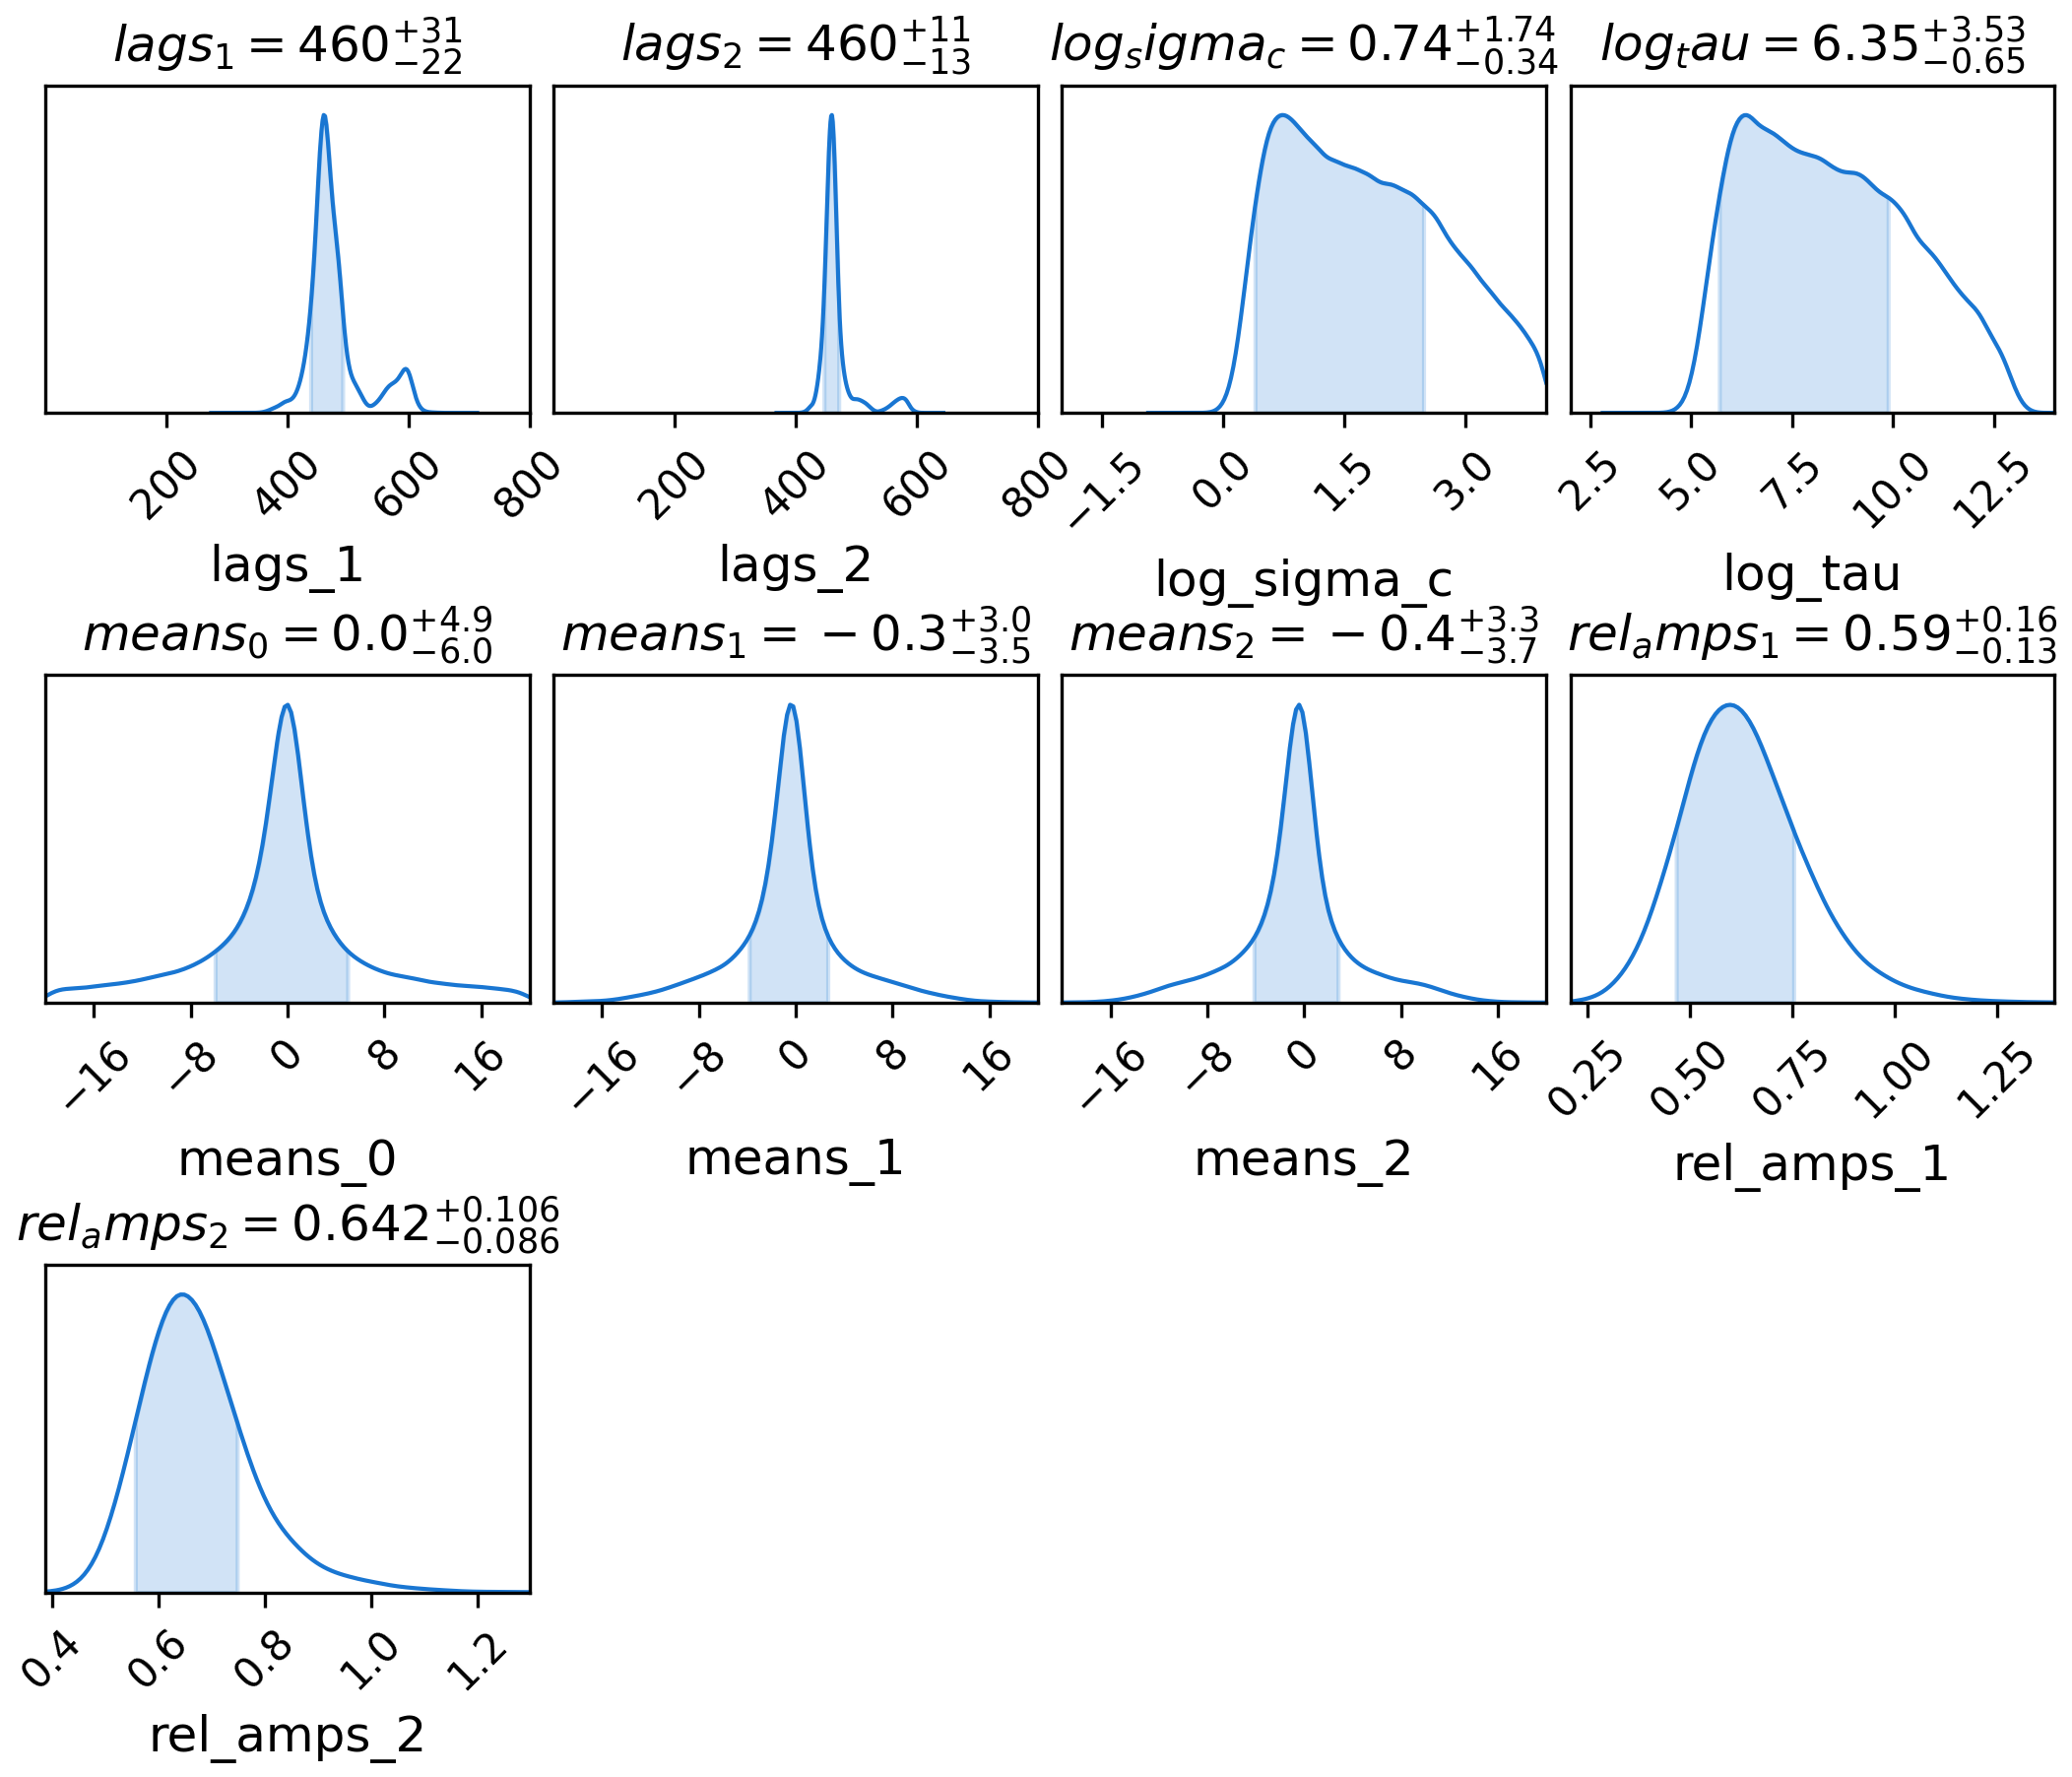 lags₁ = 460⁺³¹₋₂₂ lags₂ = 460⁺¹¹₋₁₃ logₛigma_c = 0.74^{+1.74}_{−0.34} logₜau = 6.35^{+3.53}_{−0.65}
200 400 600 800 200 400 600 800 −1.5 0.0 1.5 3.0 2.5 5.0 7.5 10.0 12.5
lags_1 lags_2 log_sigma_c log_tau
means₀ = 0.0^{+4.9}_{−6.0} means₁ = −0.3^{+3.0}_{−3.5} means₂ = −0.4^{+3.3}_{−3.7} relₐmps₁ = 0.59^{+0.16}_{−0.13}
−16 −8 0 8 16 −16 −8 0 8 16 −16 −8 0 8 16 0.25 0.50 0.75 1.00 1.25
means_0 means_1 means_2 rel_amps_1
relₐmps₂ = 0.642^{+0.106}_{−0.086}
0.4 0.6 0.8 1.0 1.2
rel_amps_2